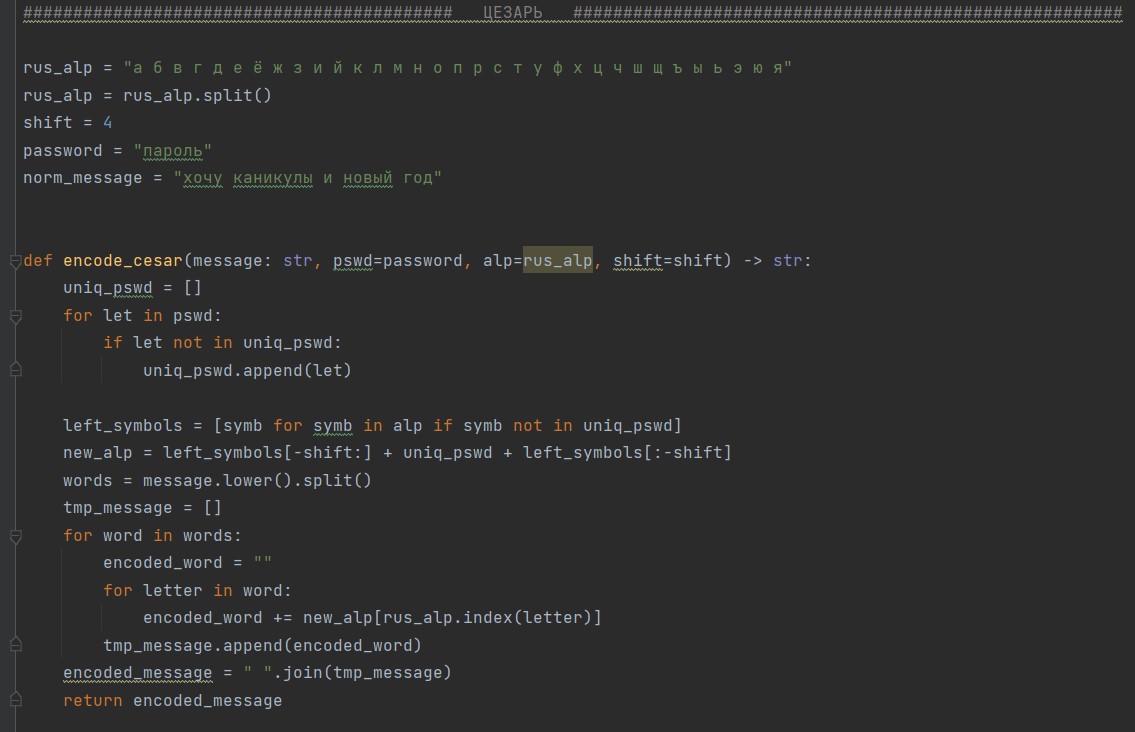 ########################################### ЦЕЗАРЬ #######################################################
rus_alp = "а б в г д е ё ж з и й к л м н о п р с т у ф х ц ч ш щ ъ ы ь э ю я"
rus_alp = rus_alp.split()
shift = 4
password = "пароль"
norm_message = "хочу каникулы и новый год"
def encode_cesar(message: str, pswd=password, alp=rus_alp, shift=shift) -> str:
    uniq_pswd = []
    for let in pswd:
        if let not in uniq_pswd:
            uniq_pswd.append(let)
    left_symbols = [symb for symb in alp if symb not in uniq_pswd]
    new_alp = left_symbols[-shift:] + uniq_pswd + left_symbols[:-shift]
    words = message.lower().split()
    tmp_message = []
    for word in words:
        encoded_word = ""
        for letter in word:
            encoded_word += new_alp[rus_alp.index(letter)]
        tmp_message.append(encoded_word)
    encoded_message = " ".join(tmp_message)
    return encoded_message